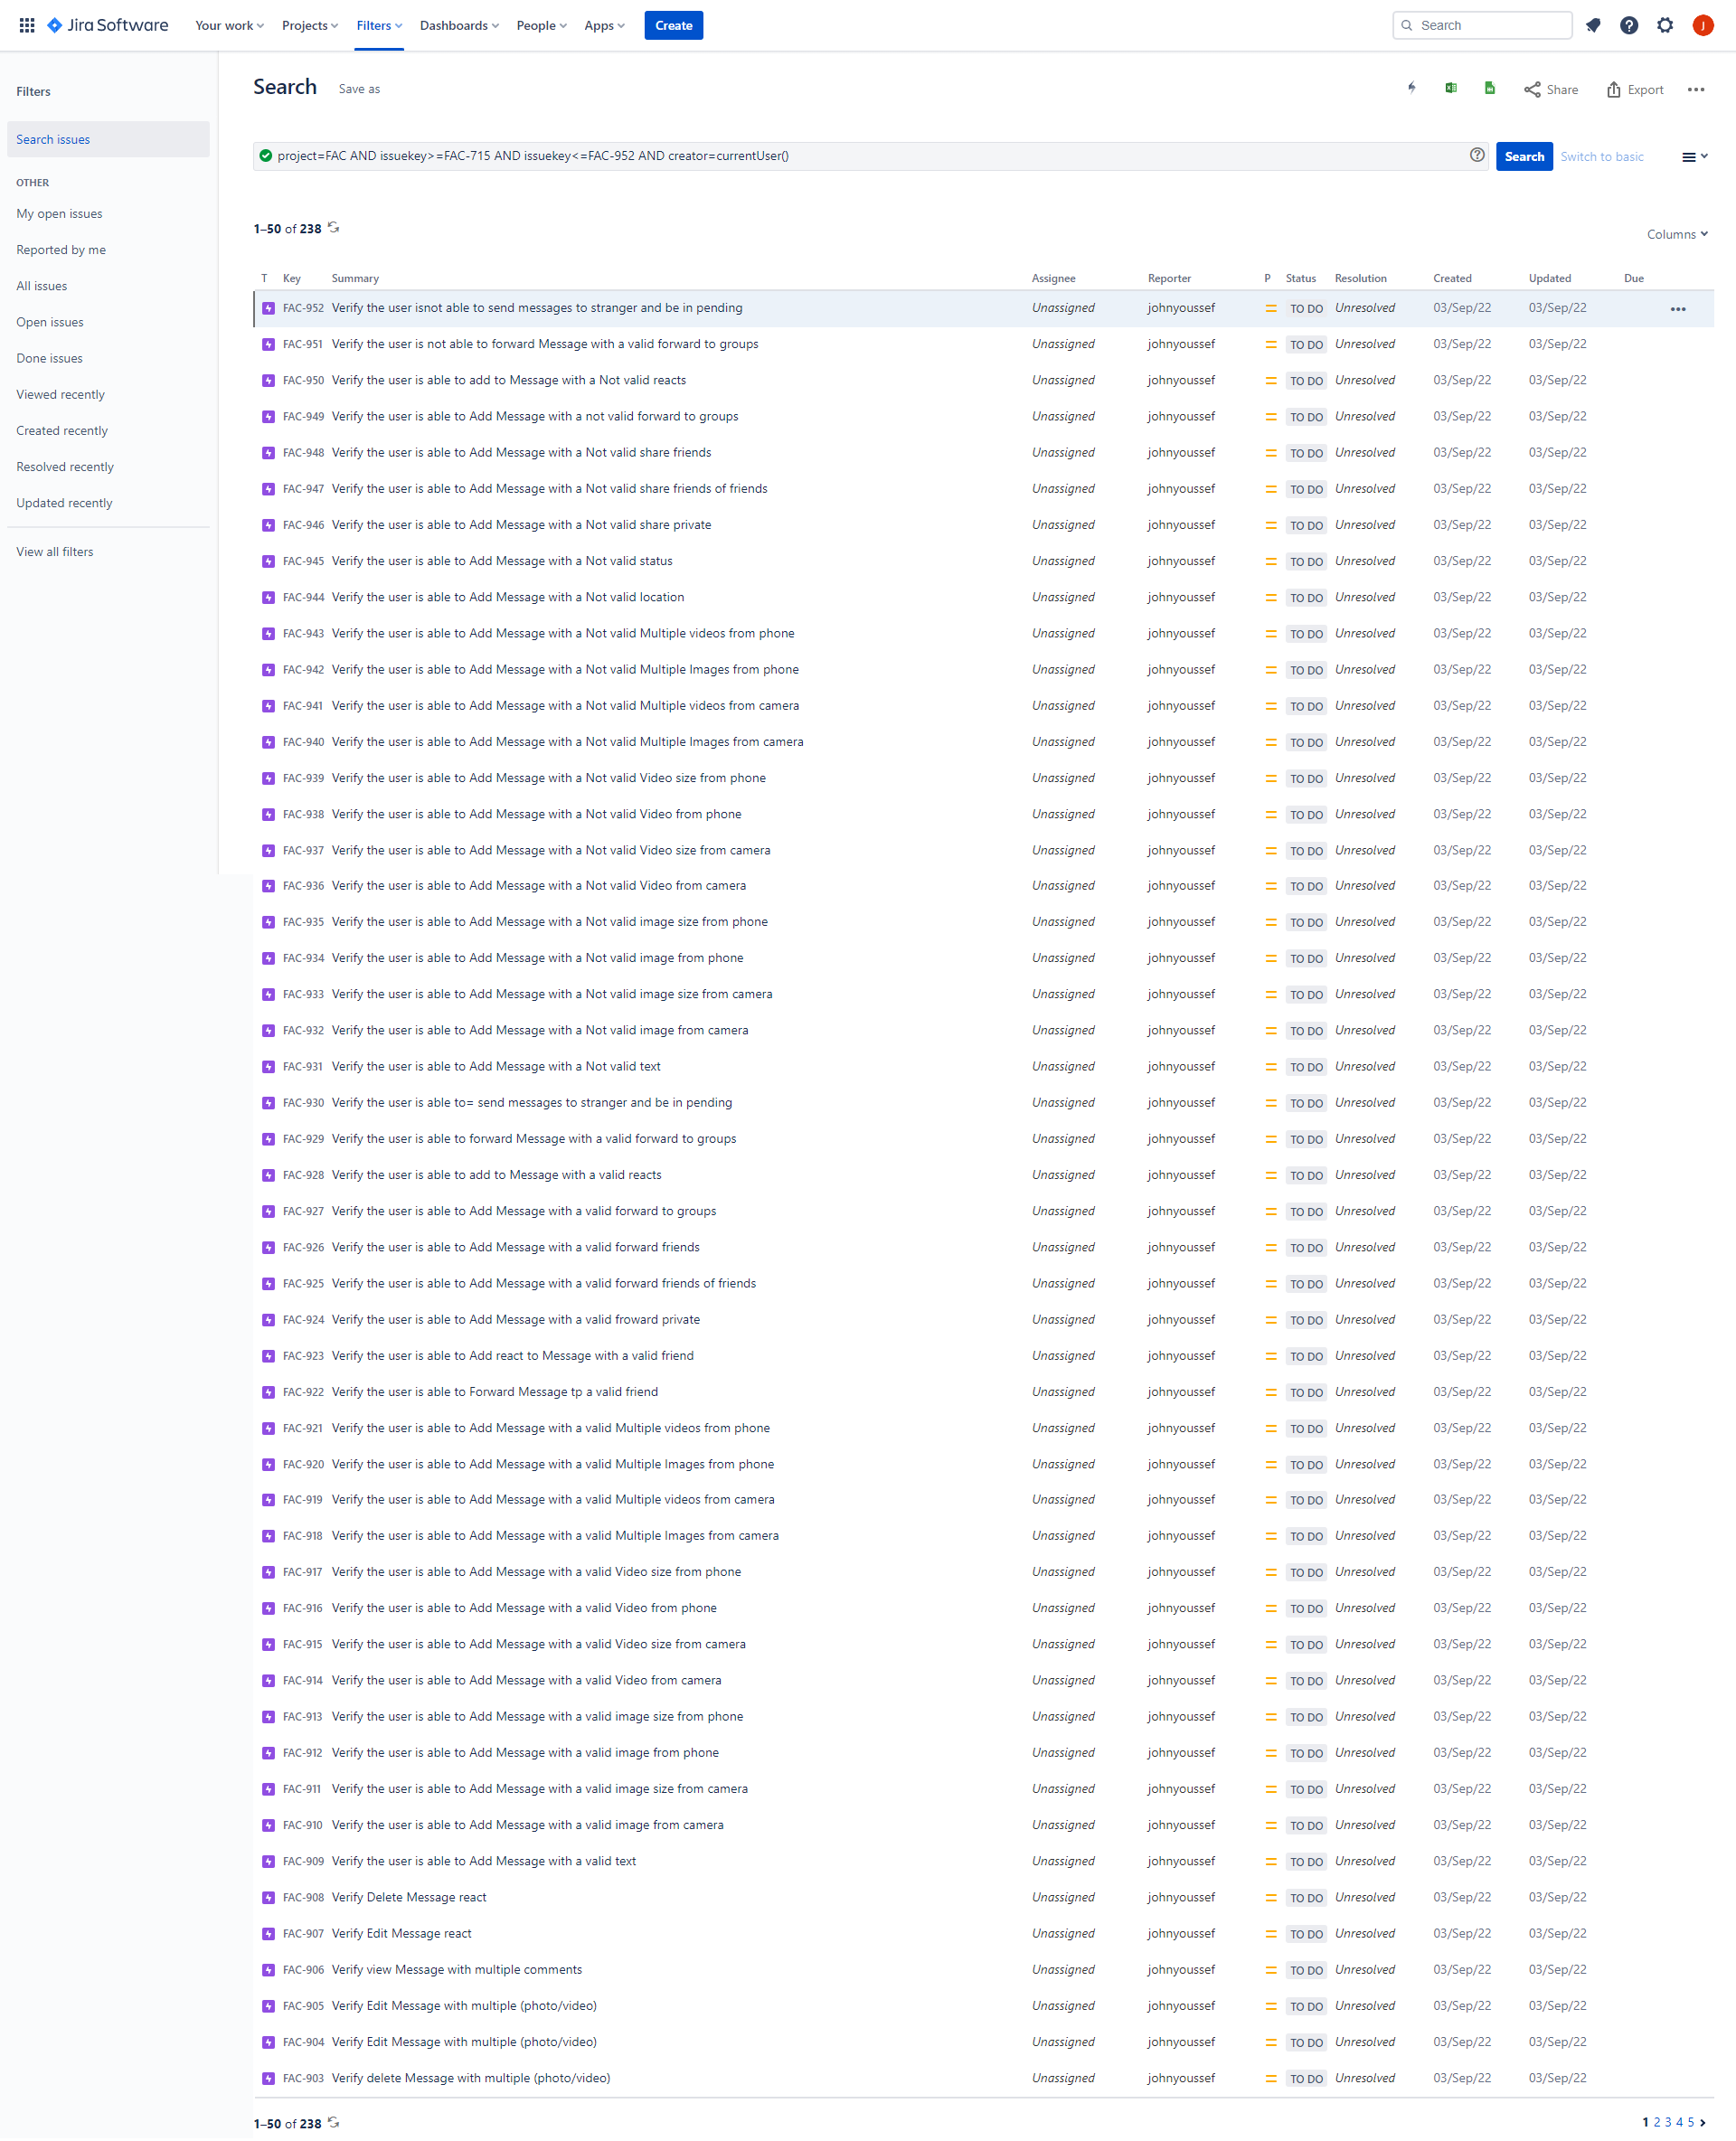 Jira Software Your work Projects Filters Dashboards People Apps Create Search J
Filters
Search issues
OTHER
My open issues
Reported by me
All issues
Open issues
Done issues
Viewed recently
Created recently
Resolved recently
Updated recently
View all filters
Search Save as Share Export
project=FAC AND issuekey>=FAC-715 AND issuekey<=FAC-952 AND creator=currentUser() Search Switch to basic
1–50 of 238
Columns
T Key Summary Assignee Reporter P Status Resolution Created Updated Due
FAC-952 Verify the user isnot able to send messages to stranger and be in pending Unassigned johnyoussef TO DO Unresolved 03/Sep/22 03/Sep/22
FAC-951 Verify the user is not able to forward Message with a valid forward to groups Unassigned johnyoussef TO DO Unresolved 03/Sep/22 03/Sep/22
FAC-950 Verify the user is able to add to Message with a Not valid reacts Unassigned johnyoussef TO DO Unresolved 03/Sep/22 03/Sep/22
FAC-949 Verify the user is able to Add Message with a not valid forward to groups Unassigned johnyoussef TO DO Unresolved 03/Sep/22 03/Sep/22
FAC-948 Verify the user is able to Add Message with a Not valid share friends Unassigned johnyoussef TO DO Unresolved 03/Sep/22 03/Sep/22
FAC-947 Verify the user is able to Add Message with a Not valid share friends of friends Unassigned johnyoussef TO DO Unresolved 03/Sep/22 03/Sep/22
FAC-946 Verify the user is able to Add Message with a Not valid share private Unassigned johnyoussef TO DO Unresolved 03/Sep/22 03/Sep/22
FAC-945 Verify the user is able to Add Message with a Not valid status Unassigned johnyoussef TO DO Unresolved 03/Sep/22 03/Sep/22
FAC-944 Verify the user is able to Add Message with a Not valid location Unassigned johnyoussef TO DO Unresolved 03/Sep/22 03/Sep/22
FAC-943 Verify the user is able to Add Message with a Not valid Multiple videos from phone Unassigned johnyoussef TO DO Unresolved 03/Sep/22 03/Sep/22
FAC-942 Verify the user is able to Add Message with a Not valid Multiple Images from phone Unassigned johnyoussef TO DO Unresolved 03/Sep/22 03/Sep/22
FAC-941 Verify the user is able to Add Message with a Not valid Multiple videos from camera Unassigned johnyoussef TO DO Unresolved 03/Sep/22 03/Sep/22
FAC-940 Verify the user is able to Add Message with a Not valid Multiple Images from camera Unassigned johnyoussef TO DO Unresolved 03/Sep/22 03/Sep/22
FAC-939 Verify the user is able to Add Message with a Not valid Video size from phone Unassigned johnyoussef TO DO Unresolved 03/Sep/22 03/Sep/22
FAC-938 Verify the user is able to Add Message with a Not valid Video from phone Unassigned johnyoussef TO DO Unresolved 03/Sep/22 03/Sep/22
FAC-937 Verify the user is able to Add Message with a Not valid Video size from camera Unassigned johnyoussef TO DO Unresolved 03/Sep/22 03/Sep/22
FAC-936 Verify the user is able to Add Message with a Not valid Video from camera Unassigned johnyoussef TO DO Unresolved 03/Sep/22 03/Sep/22
FAC-935 Verify the user is able to Add Message with a Not valid image size from phone Unassigned johnyoussef TO DO Unresolved 03/Sep/22 03/Sep/22
FAC-934 Verify the user is able to Add Message with a Not valid image from phone Unassigned johnyoussef TO DO Unresolved 03/Sep/22 03/Sep/22
FAC-933 Verify the user is able to Add Message with a Not valid image size from camera Unassigned johnyoussef TO DO Unresolved 03/Sep/22 03/Sep/22
FAC-932 Verify the user is able to Add Message with a Not valid image from camera Unassigned johnyoussef TO DO Unresolved 03/Sep/22 03/Sep/22
FAC-931 Verify the user is able to Add Message with a Not valid text Unassigned johnyoussef TO DO Unresolved 03/Sep/22 03/Sep/22
FAC-930 Verify the user is able to= send messages to stranger and be in pending Unassigned johnyoussef TO DO Unresolved 03/Sep/22 03/Sep/22
FAC-929 Verify the user is able to forward Message with a valid forward to groups Unassigned johnyoussef TO DO Unresolved 03/Sep/22 03/Sep/22
FAC-928 Verify the user is able to add to Message with a valid reacts Unassigned johnyoussef TO DO Unresolved 03/Sep/22 03/Sep/22
FAC-927 Verify the user is able to Add Message with a valid forward to groups Unassigned johnyoussef TO DO Unresolved 03/Sep/22 03/Sep/22
FAC-926 Verify the user is able to Add Message with a valid forward friends Unassigned johnyoussef TO DO Unresolved 03/Sep/22 03/Sep/22
FAC-925 Verify the user is able to Add Message with a valid forward friends of friends Unassigned johnyoussef TO DO Unresolved 03/Sep/22 03/Sep/22
FAC-924 Verify the user is able to Add Message with a valid froward private Unassigned johnyoussef TO DO Unresolved 03/Sep/22 03/Sep/22
FAC-923 Verify the user is able to Add react to Message with a valid friend Unassigned johnyoussef TO DO Unresolved 03/Sep/22 03/Sep/22
FAC-922 Verify the user is able to Forward Message tp a valid friend Unassigned johnyoussef TO DO Unresolved 03/Sep/22 03/Sep/22
FAC-921 Verify the user is able to Add Message with a valid Multiple videos from phone Unassigned johnyoussef TO DO Unresolved 03/Sep/22 03/Sep/22
FAC-920 Verify the user is able to Add Message with a valid Multiple Images from phone Unassigned johnyoussef TO DO Unresolved 03/Sep/22 03/Sep/22
FAC-919 Verify the user is able to Add Message with a valid Multiple videos from camera Unassigned johnyoussef TO DO Unresolved 03/Sep/22 03/Sep/22
FAC-918 Verify the user is able to Add Message with a valid Multiple Images from camera Unassigned johnyoussef TO DO Unresolved 03/Sep/22 03/Sep/22
FAC-917 Verify the user is able to Add Message with a valid Video size from phone Unassigned johnyoussef TO DO Unresolved 03/Sep/22 03/Sep/22
FAC-916 Verify the user is able to Add Message with a valid Video from phone Unassigned johnyoussef TO DO Unresolved 03/Sep/22 03/Sep/22
FAC-915 Verify the user is able to Add Message with a valid Video size from camera Unassigned johnyoussef TO DO Unresolved 03/Sep/22 03/Sep/22
FAC-914 Verify the user is able to Add Message with a valid Video from camera Unassigned johnyoussef TO DO Unresolved 03/Sep/22 03/Sep/22
FAC-913 Verify the user is able to Add Message with a valid image size from phone Unassigned johnyoussef TO DO Unresolved 03/Sep/22 03/Sep/22
FAC-912 Verify the user is able to Add Message with a valid image from phone Unassigned johnyoussef TO DO Unresolved 03/Sep/22 03/Sep/22
FAC-911 Verify the user is able to Add Message with a valid image size from camera Unassigned johnyoussef TO DO Unresolved 03/Sep/22 03/Sep/22
FAC-910 Verify the user is able to Add Message with a valid image from camera Unassigned johnyoussef TO DO Unresolved 03/Sep/22 03/Sep/22
FAC-909 Verify the user is able to Add Message with a valid text Unassigned johnyoussef TO DO Unresolved 03/Sep/22 03/Sep/22
FAC-908 Verify Delete Message react Unassigned johnyoussef TO DO Unresolved 03/Sep/22 03/Sep/22
FAC-907 Verify Edit Message react Unassigned johnyoussef TO DO Unresolved 03/Sep/22 03/Sep/22
FAC-906 Verify view Message with multiple comments Unassigned johnyoussef TO DO Unresolved 03/Sep/22 03/Sep/22
FAC-905 Verify Edit Message with multiple (photo/video) Unassigned johnyoussef TO DO Unresolved 03/Sep/22 03/Sep/22
FAC-904 Verify Edit Message with multiple (photo/video) Unassigned johnyoussef TO DO Unresolved 03/Sep/22 03/Sep/22
FAC-903 Verify delete Message with multiple (photo/video) Unassigned johnyoussef TO DO Unresolved 03/Sep/22 03/Sep/22
1–50 of 238 1 2 3 4 5